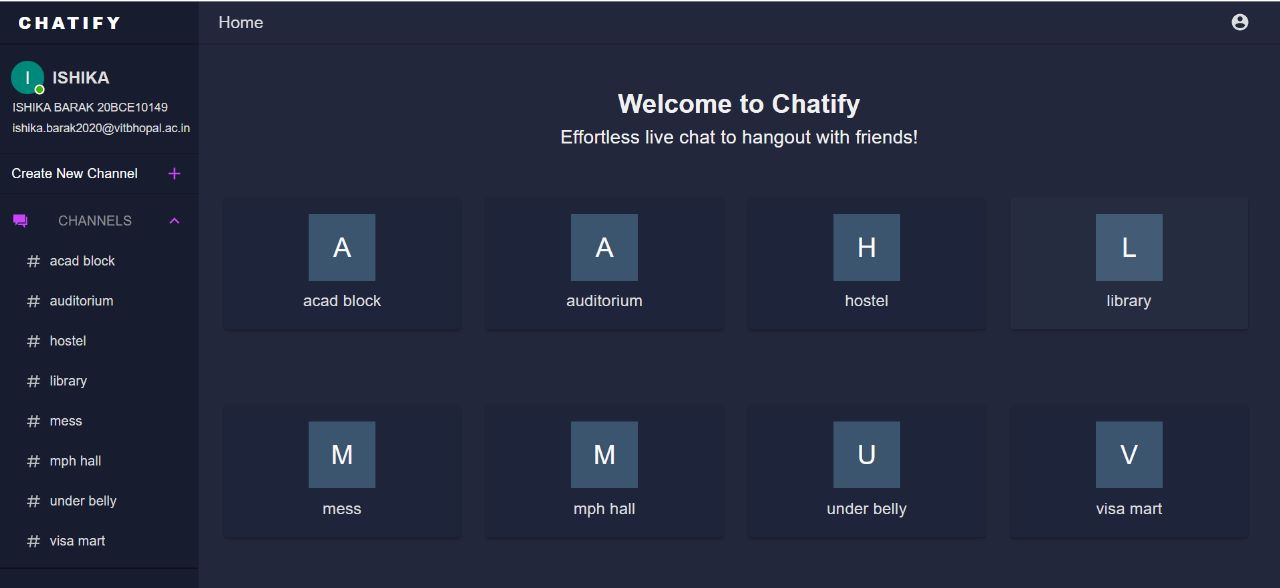 CHATIFY
Home
I
ISHIKA
ISHIKA BARAK 20BCE10149
ishika.barak2020@vitbhopal.ac.in
Create New Channel +
CHANNELS
# acad block
# auditorium
# hostel
# library
# mess
# mph hall
# under belly
# visa mart
Welcome to Chatify
Effortless live chat to hangout with friends!
A
acad block
A
auditorium
H
hostel
L
library
M
mess
M
mph hall
U
under belly
V
visa mart